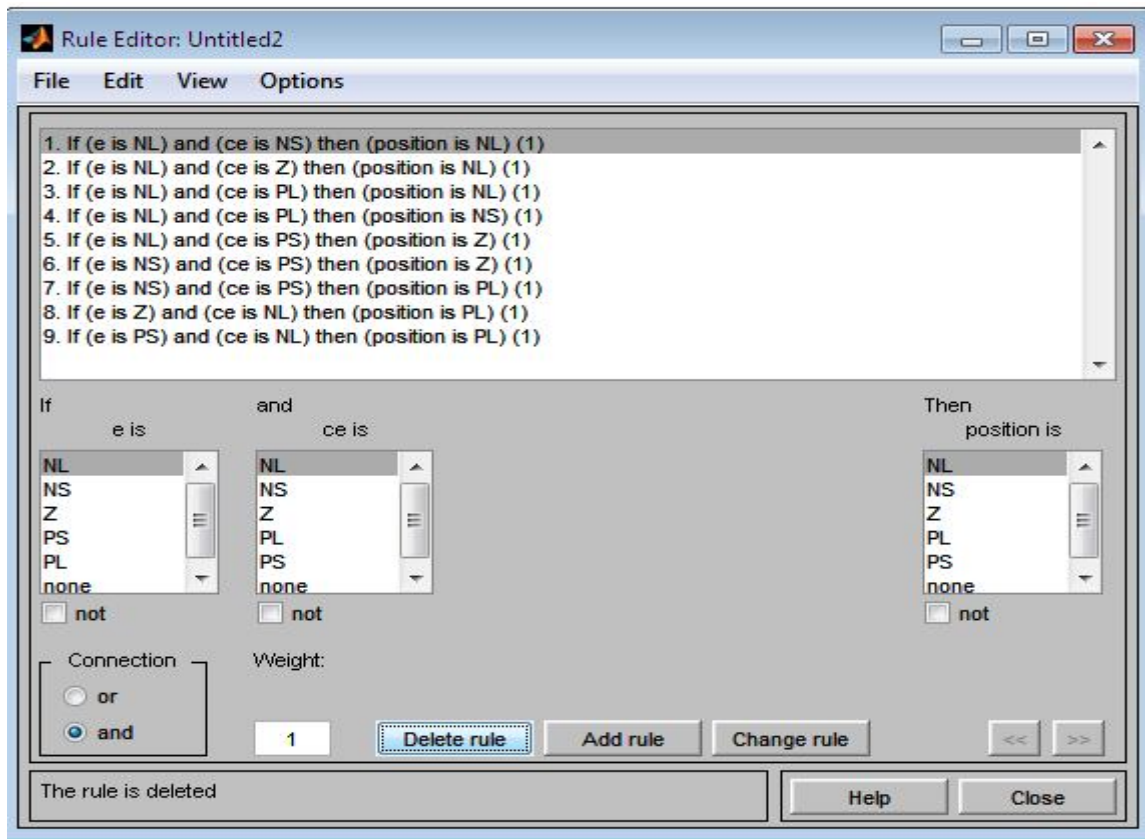 Rule Editor: Untitled2
File Edit View Options
1. If (e is NL) and (ce is NS) then (position is NL) (1)
2. If (e is NL) and (ce is Z) then (position is NL) (1)
3. If (e is NL) and (ce is PL) then (position is NL) (1)
4. If (e is NL) and (ce is PL) then (position is NS) (1)
5. If (e is NL) and (ce is PS) then (position is Z) (1)
6. If (e is NS) and (ce is PS) then (position is Z) (1)
7. If (e is NS) and (ce is PS) then (position is PL) (1)
8. If (e is Z) and (ce is NL) then (position is PL) (1)
9. If (e is PS) and (ce is NL) then (position is PL) (1)
If and Then
e is ce is position is
NL NL NL
NS NS NS
Z Z Z
PS PL PL
PL PS PS
none none none
not not not
Connection Weight:
or
and 1 Delete rule Add rule Change rule << >>
The rule is deleted Help Close